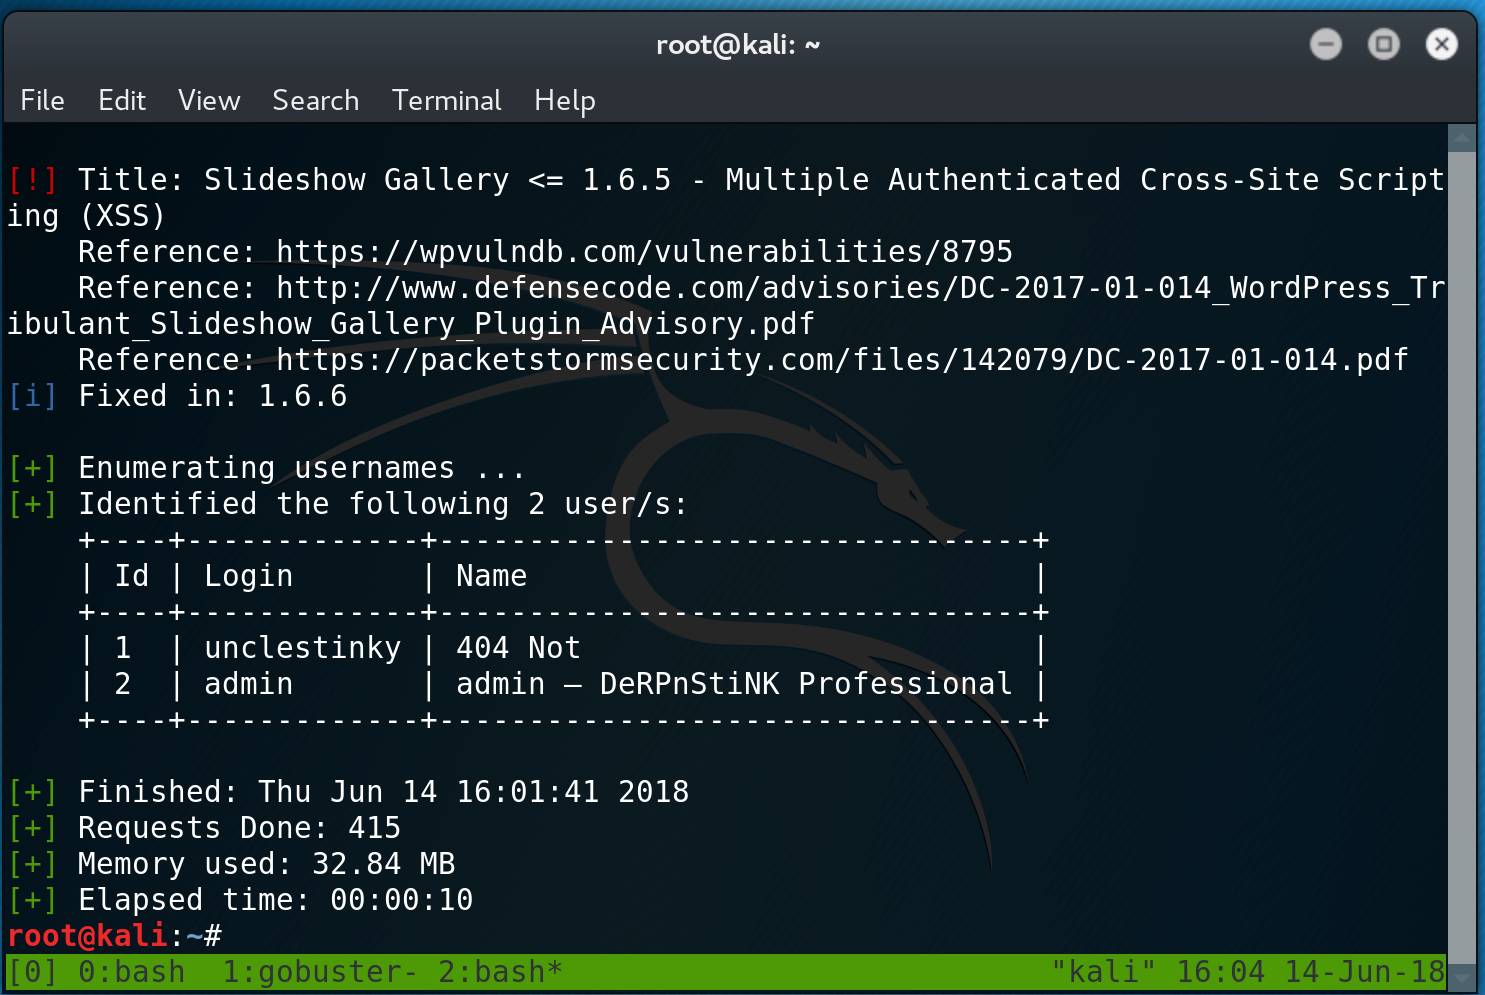 root@kali: ~
File Edit View Search Terminal Help
[!] Title: Slideshow Gallery <= 1.6.5 - Multiple Authenticated Cross-Site Script
ing (XSS)
    Reference: https://wpvulndb.com/vulnerabilities/8795
    Reference: http://www.defensecode.com/advisories/DC-2017-01-014_WordPress_Tr
ibulant_Slideshow_Gallery_Plugin_Advisory.pdf
    Reference: https://packetstormsecurity.com/files/142079/DC-2017-01-014.pdf
[i] Fixed in: 1.6.6
[+] Enumerating usernames ...
[+] Identified the following 2 user/s:
    +----+-------------+---------------------------------+
    | Id | Login       | Name                            |
    +----+-------------+---------------------------------+
    | 1  | unclestinky | 404 Not                         |
    | 2  | admin       | admin – DeRPnStiNK Professional |
    +----+-------------+---------------------------------+
[+] Finished: Thu Jun 14 16:01:41 2018
[+] Requests Done: 415
[+] Memory used: 32.84 MB
[+] Elapsed time: 00:00:10
root@kali:~#
[0] 0:bash  1:gobuster- 2:bash* "kali" 16:04 14-Jun-18